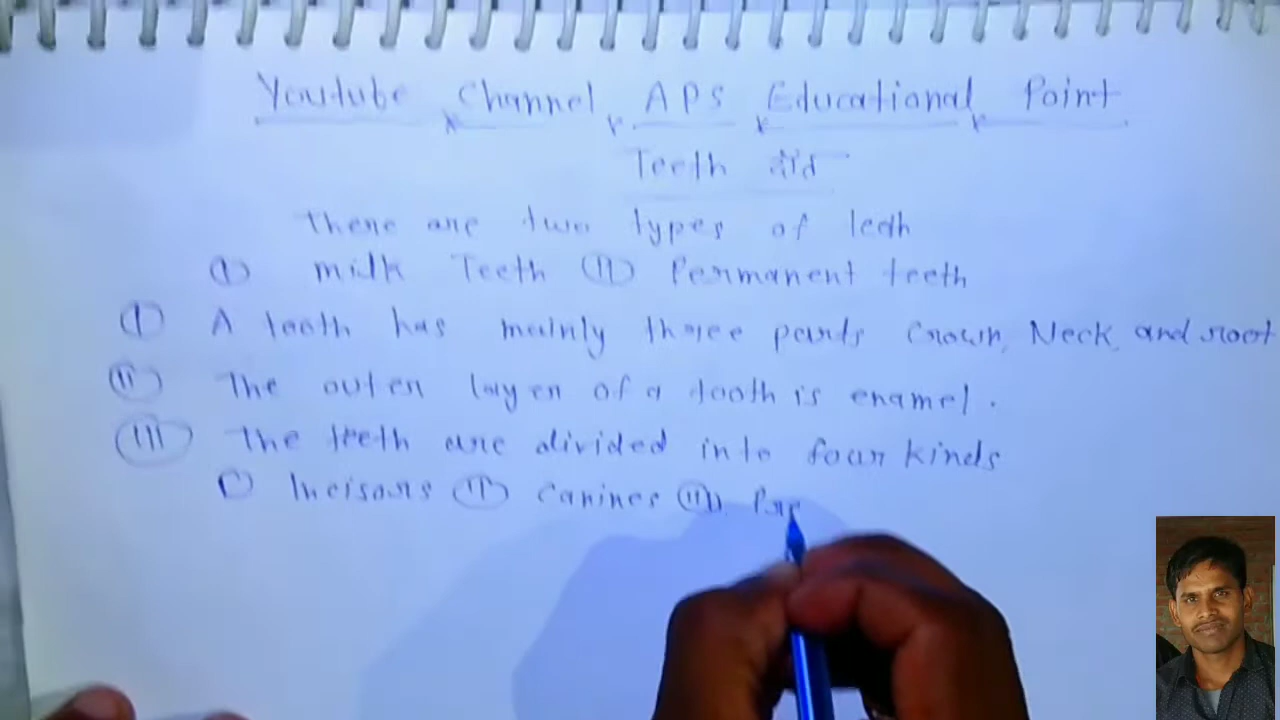 Youtube Channel APS Educational Point
Teeth दाँत
There are two types of teeth
(I) milk Teeth (II) Permanent teeth
(I) A tooth has mainly three parts Crown, Neck, and root
(II) The outer layer of a tooth is enamel.
(III) The teeth are divided into four kinds
(I) Incisors (II) Canines (III) Pre